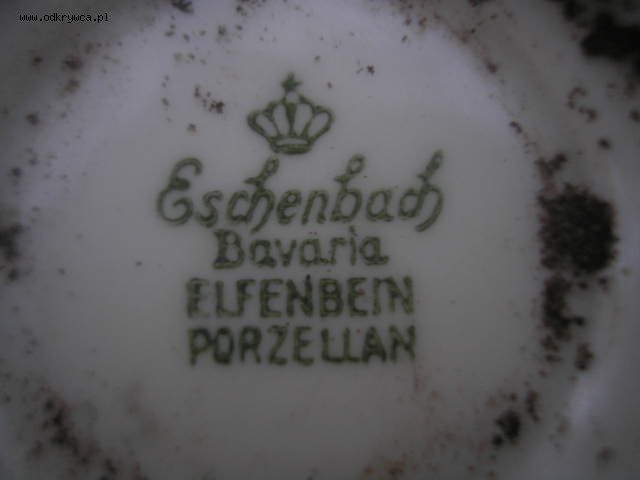 www.odkrywca.pl
Eschenbach
Bavaria
ELFENBEIN
PORZELLAN